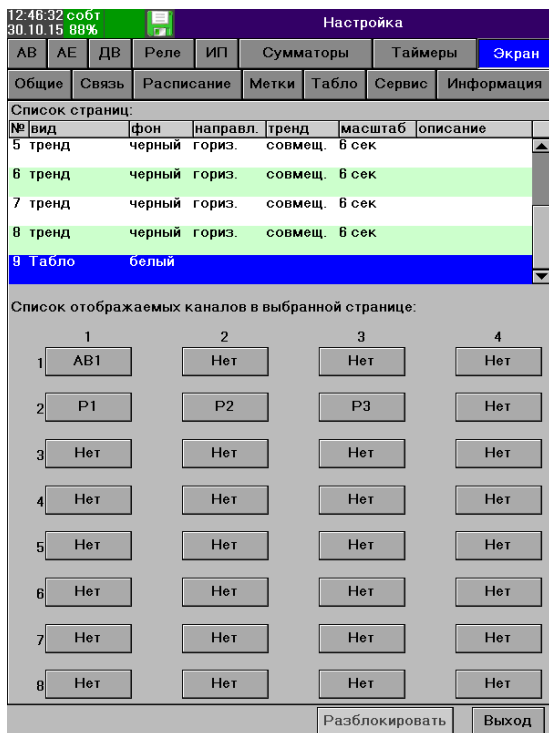 12:46:32 собт
30.10.15 88%
Настройка
АВ АЕ ДВ Реле ИП Сумматоры Таймеры Экран
Общие Связь Расписание Метки Табло Сервис Информация
Список страниц:
№ вид фон направл. тренд масштаб описание
5 тренд черный гориз. совмещ. 6 сек
6 тренд черный гориз. совмещ. 6 сек
7 тренд черный гориз. совмещ. 6 сек
8 тренд черный гориз. совмещ. 6 сек
9 Табло белый
Список отображаемых каналов в выбранной странице:
1 2 3 4
1 АВ1 Нет Нет Нет
2 Р1 Р2 Р3 Нет
3 Нет Нет Нет Нет
4 Нет Нет Нет Нет
5 Нет Нет Нет Нет
6 Нет Нет Нет Нет
7 Нет Нет Нет Нет
8 Нет Нет Нет Нет
Разблокировать Выход